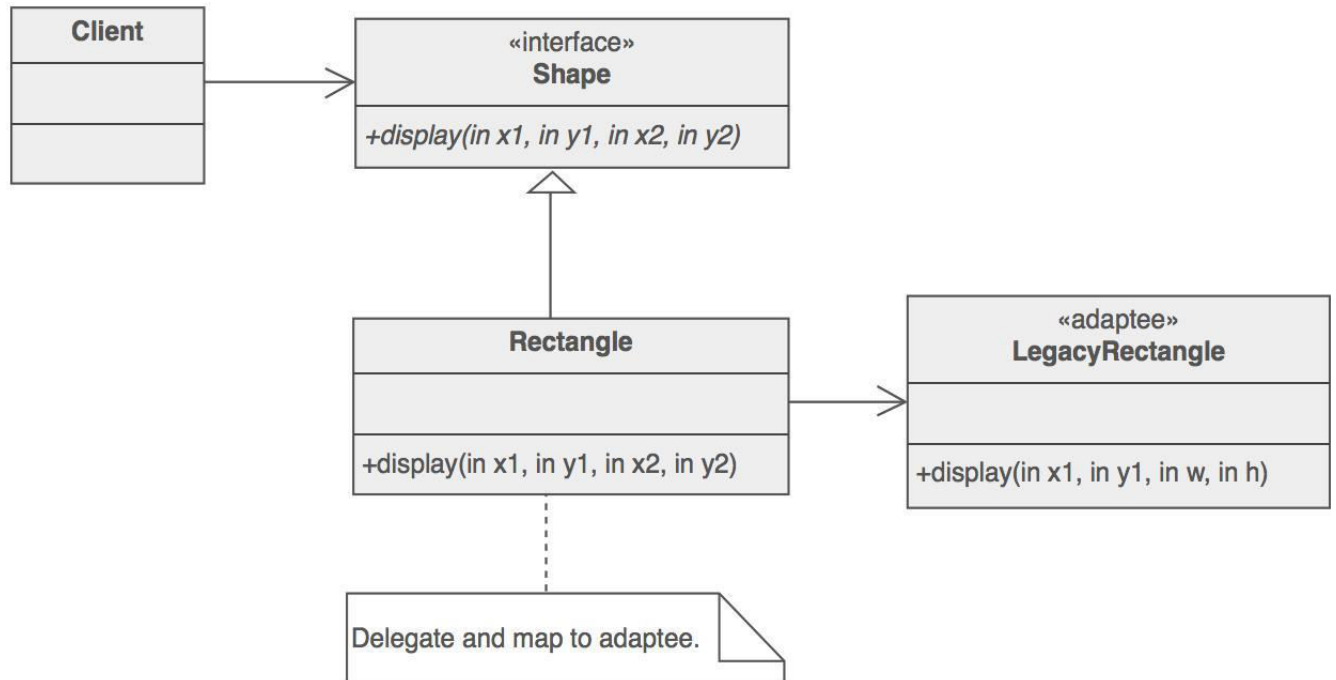 Client
«interface»
Shape
+display(in x1, in y1, in x2, in y2)
Rectangle
+display(in x1, in y1, in x2, in y2)
«adaptee»
LegacyRectangle
+display(in x1, in y1, in w, in h)
Delegate and map to adaptee.